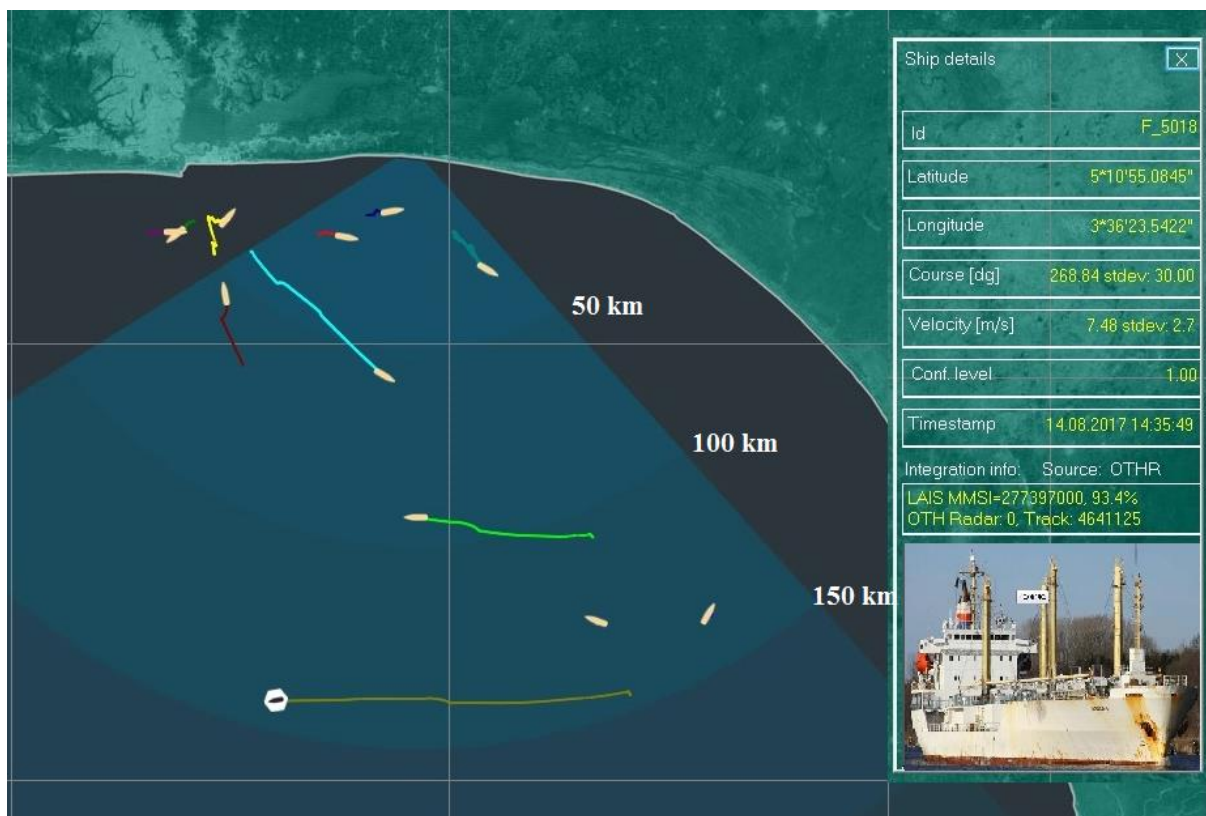 Ship details
X
Id F_5018
Latitude 5*10'55.0845"
Longitude 3*36'23.5422"
Course [dg] 268.84 stdev: 30.00
Velocity [m/s] 7.48 stdev: 2.7
Conf. level 1.00
Timestamp 14.08.2017 14:35:49
Integration info: Source: OTHR
LAIS MMSI=277397000, 93.4%
OTH Radar: 0, Track: 4641125
50 km
100 km
150 km